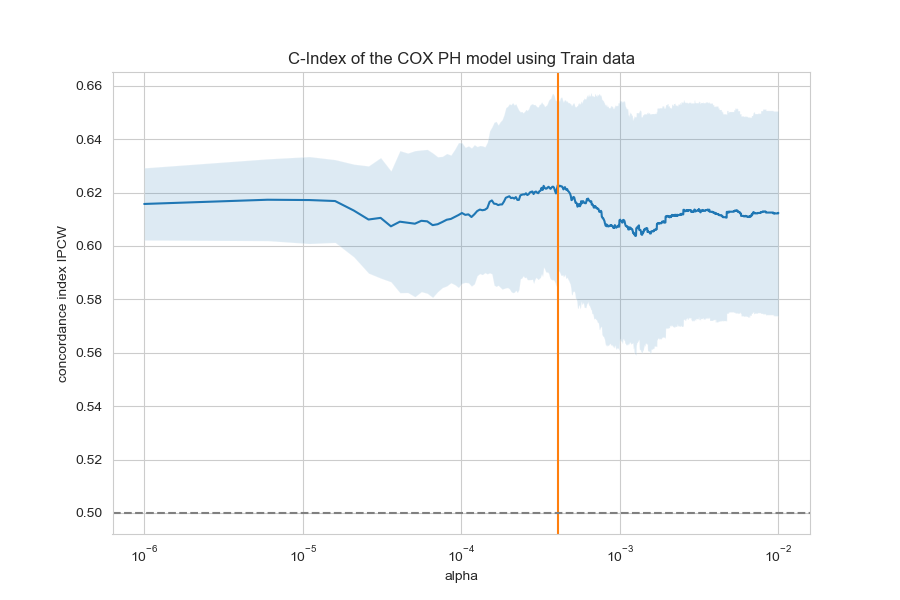 C-Index of the COX PH model using Train data
concordance index IPCW
0.66
0.64
0.62
0.60
0.58
0.56
0.54
0.52
0.50
10⁻⁶ 10⁻⁵ 10⁻⁴ 10⁻³ 10⁻²
alpha